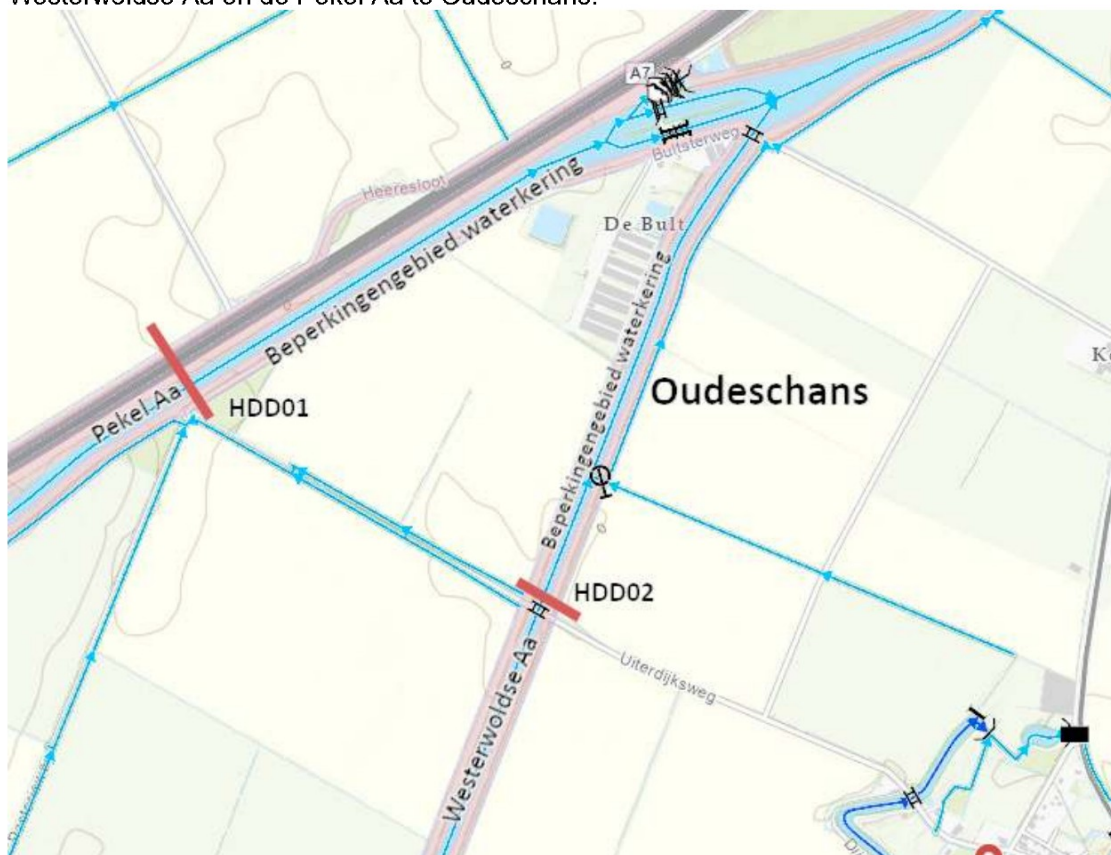 Westerwoldse Aa en de Pekel Aa te Oudeschans.
A7
Bultsterweg
Heeresloot
Beperkingengebied waterkering
De Bult
Beperkingengebied waterkering
Oudeschans
Pekel Aa
HDD01
HDD02
Uiterdijksweg
Westerwoldse Aa